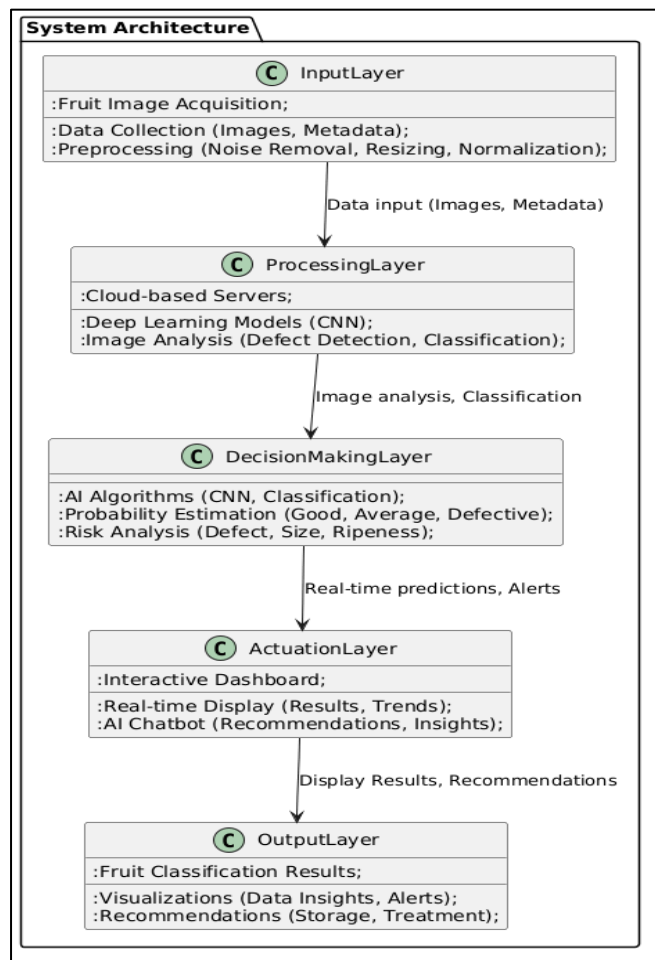 System Architecture
C InputLayer
:Fruit Image Acquisition;
:Data Collection (Images, Metadata);
:Preprocessing (Noise Removal, Resizing, Normalization);
Data input (Images, Metadata)
C ProcessingLayer
:Cloud-based Servers;
:Deep Learning Models (CNN);
:Image Analysis (Defect Detection, Classification);
Image analysis, Classification
C DecisionMakingLayer
:AI Algorithms (CNN, Classification);
:Probability Estimation (Good, Average, Defective);
:Risk Analysis (Defect, Size, Ripeness);
Real-time predictions, Alerts
C ActuationLayer
:Interactive Dashboard;
:Real-time Display (Results, Trends);
:AI Chatbot (Recommendations, Insights);
Display Results, Recommendations
C OutputLayer
:Fruit Classification Results;
:Visualizations (Data Insights, Alerts);
:Recommendations (Storage, Treatment);